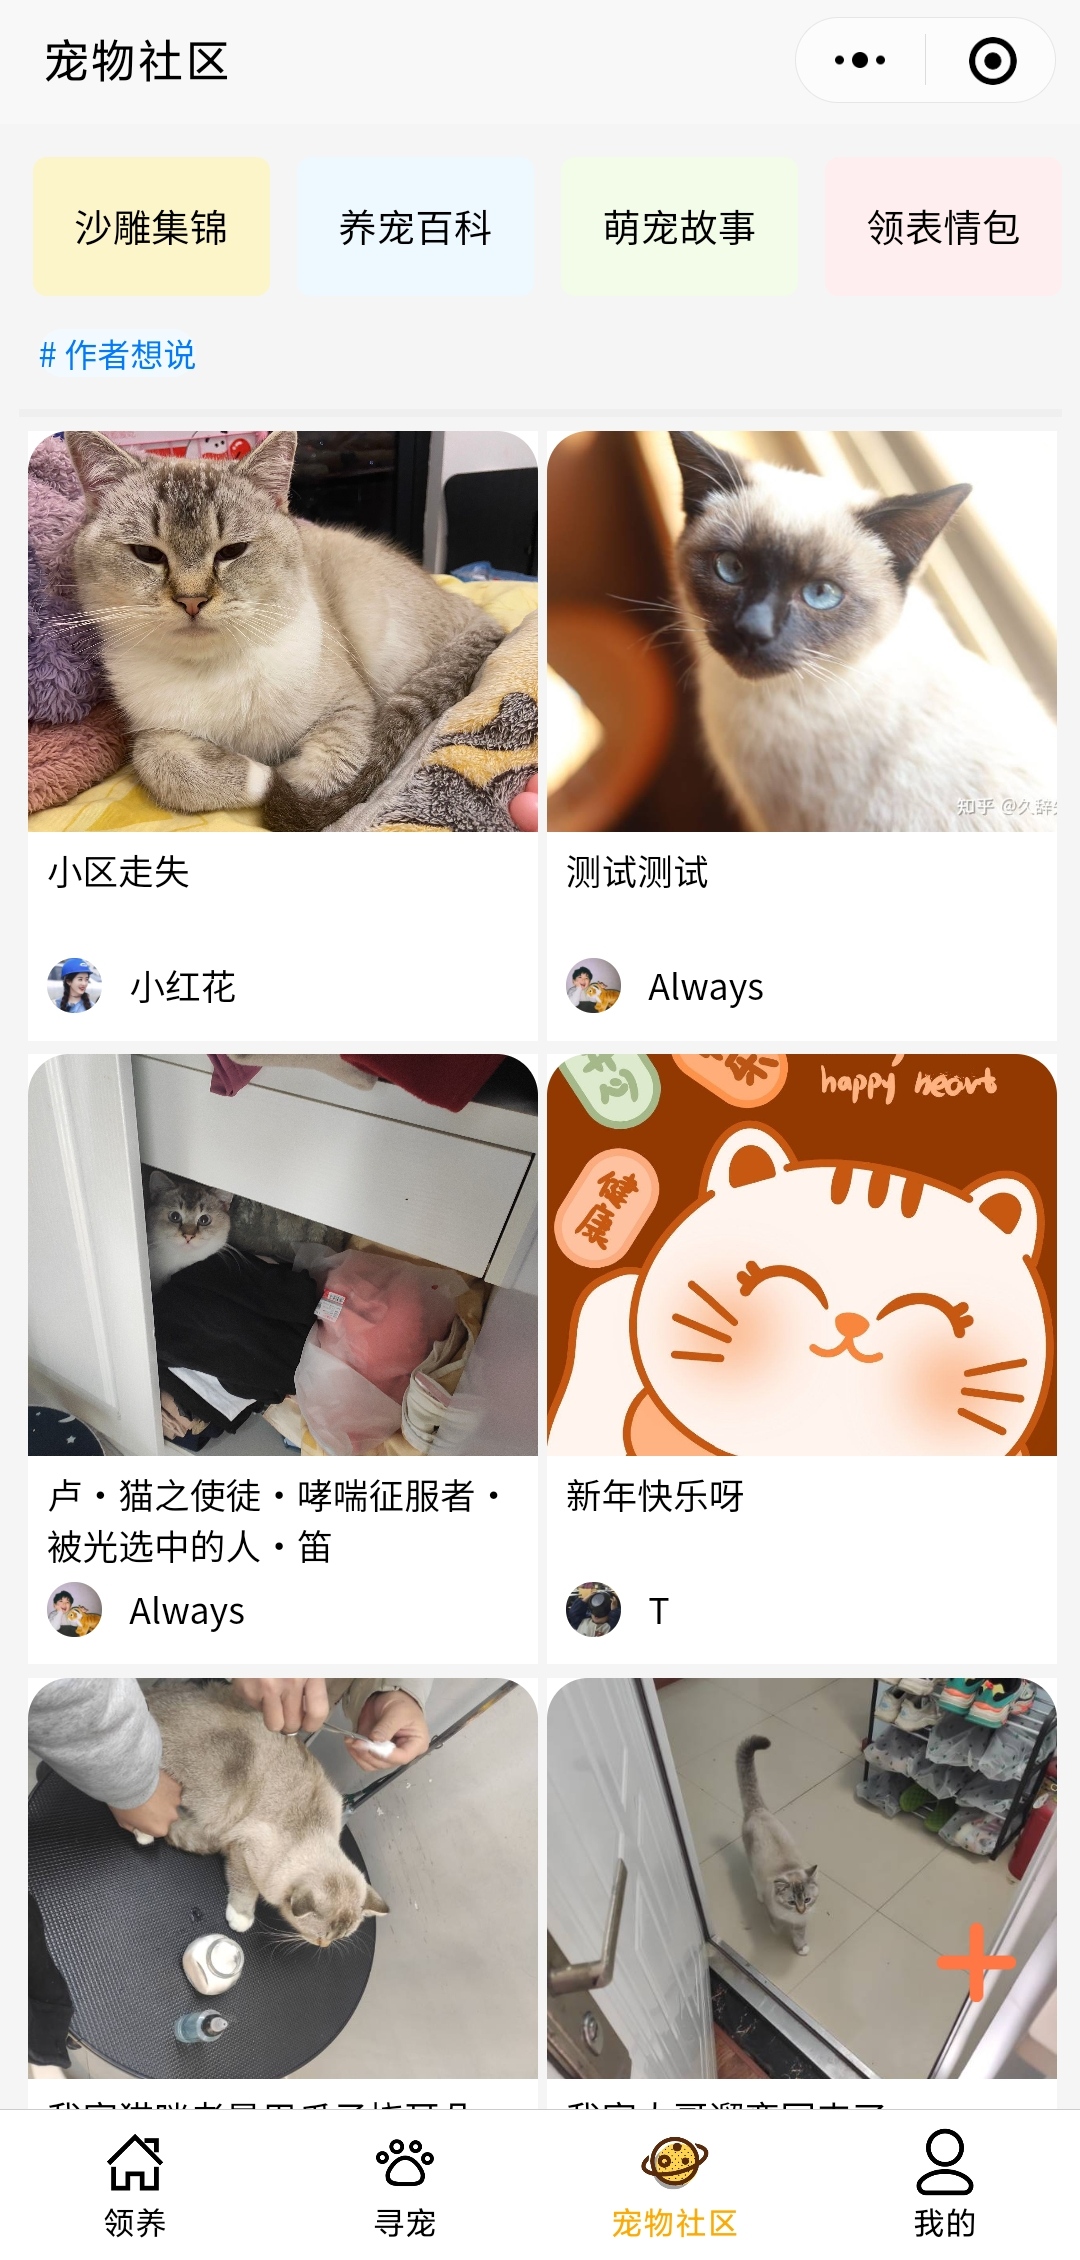 宠物社区
沙雕集锦
养宠百科
萌宠故事
领表情包
# 作者想说
知乎 @久辞
小区走失
测试测试
小红花
Always
happy heart
健康
卢·猫之使徒·哮喘征服者·
被光选中的人·笛
新年快乐呀
Always
T
领养
寻宠
宠物社区
我的